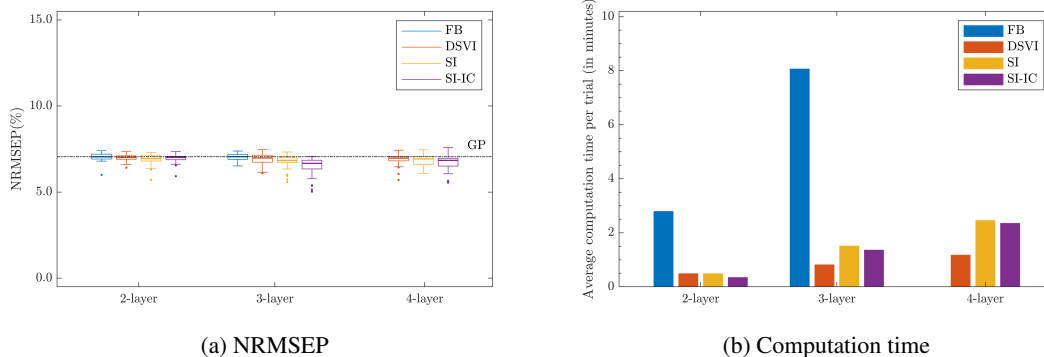 15.0
10.0
5.0
0.0
NRMSEP(%)
FB
DSVI
SI
SI-IC
GP
2-layer
3-layer
4-layer
(a) NRMSEP
10
8
6
4
2
0
Average computation time per trial (in minutes)
FB
DSVI
SI
SI-IC
2-layer
3-layer
4-layer
(b) Computation time